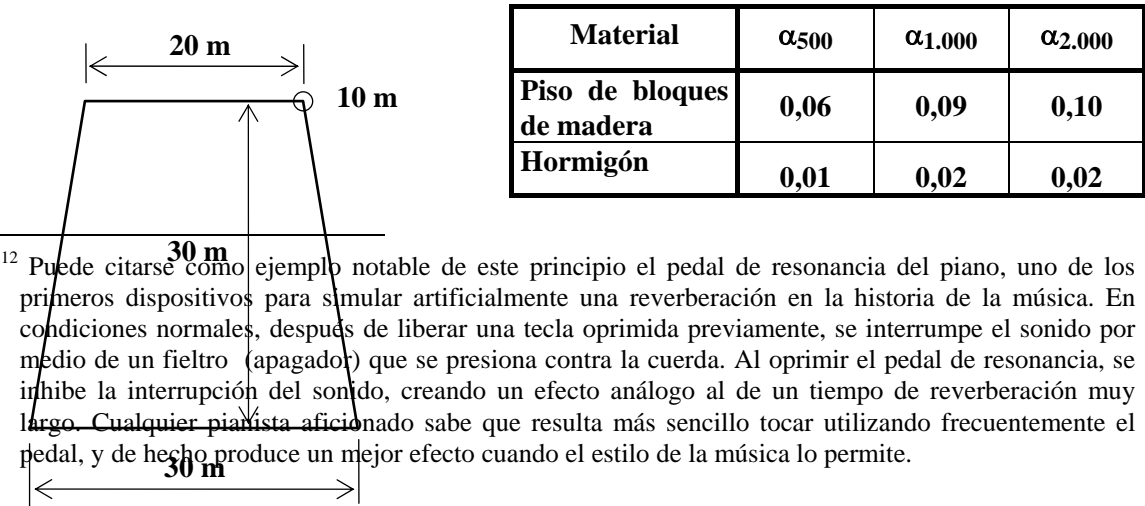 20 m
10 m
30 m
30 m
Material α500 α1.000 α2.000
Piso de bloques
de madera 0,06 0,09 0,10
Hormigón 0,01 0,02 0,02
12 Puede citarse como ejemplo notable de este principio el pedal de resonancia del piano, uno de los
primeros dispositivos para simular artificialmente una reverberación en la historia de la música. En
condiciones normales, después de liberar una tecla oprimida previamente, se interrumpe el sonido por
medio de un fieltro (apagador) que se presiona contra la cuerda. Al oprimir el pedal de resonancia, se
inhibe la interrupción del sonido, creando un efecto análogo al de un tiempo de reverberación muy
largo. Cualquier pianista aficionado sabe que resulta más sencillo tocar utilizando frecuentemente el
pedal, y de hecho produce un mejor efecto cuando el estilo de la música lo permite.